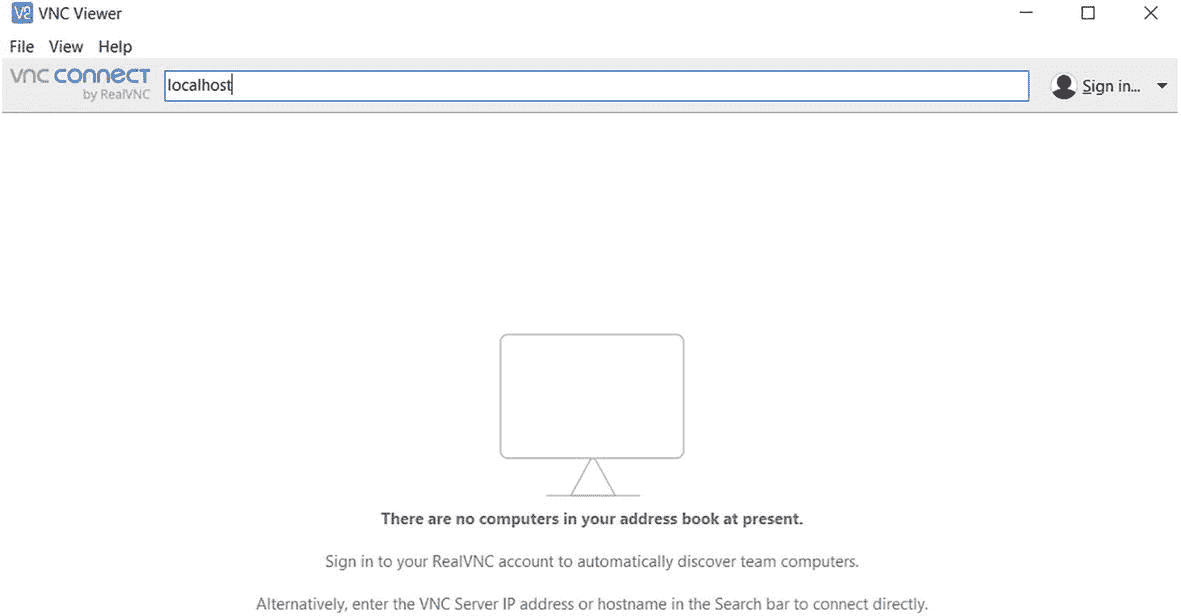 VNC Viewer
File View Help
vnc connect
by RealVNC
localhost
Sign in...
There are no computers in your address book at present.
Sign in to your RealVNC account to automatically discover team computers.
Alternatively, enter the VNC Server IP address or hostname in the Search bar to connect directly.